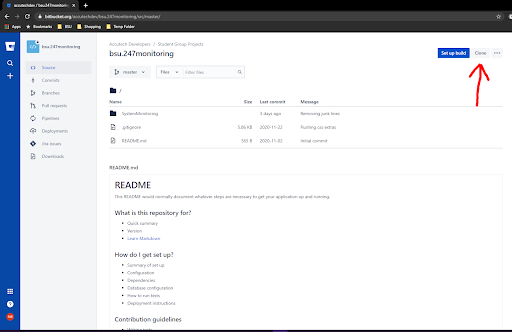 accutechdev / bsu.247monitoring
bitbucket.org/accutechdev/bsu.247monitoring/src/master/
Apps
Bookmarks
BSU
Shopping
Temp Folder
Accutech Developers / Student Group Projects
bsu.247monitoring
Set up build
Clone
bsu.247monitoring
master
Files
Filter files
Source
Commits
Branches
Pull requests
Pipelines
Deployments
Jira issues
Downloads
/
Name Size Last commit Message
SystemMonitoring 3 days ago Removing junk lines
.gitignore 5.06 KB 2020-11-22 Pushing css extras
README.md 565 B 2020-11-02 Initial commit
README.md
README
This README would normally document whatever steps are necessary to get your application up and running.
What is this repository for?
Quick summary
Version
Learn Markdown
How do I get set up?
Summary of set up
Configuration
Dependencies
Database configuration
How to run tests
Deployment instructions
Contribution guidelines